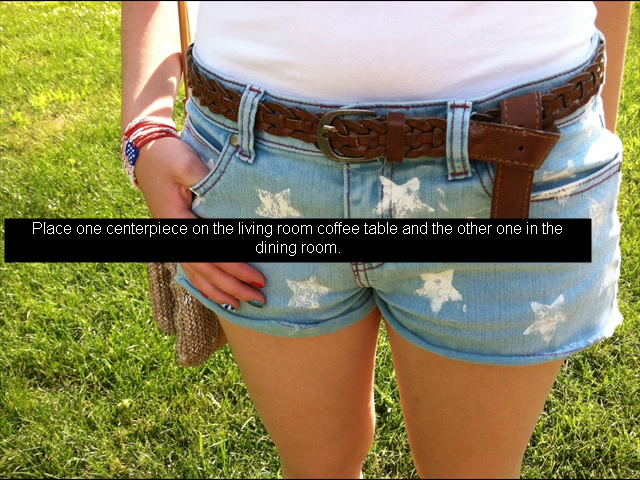 Place one centerpiece on the living room coffee table and the other one in the
dining room.